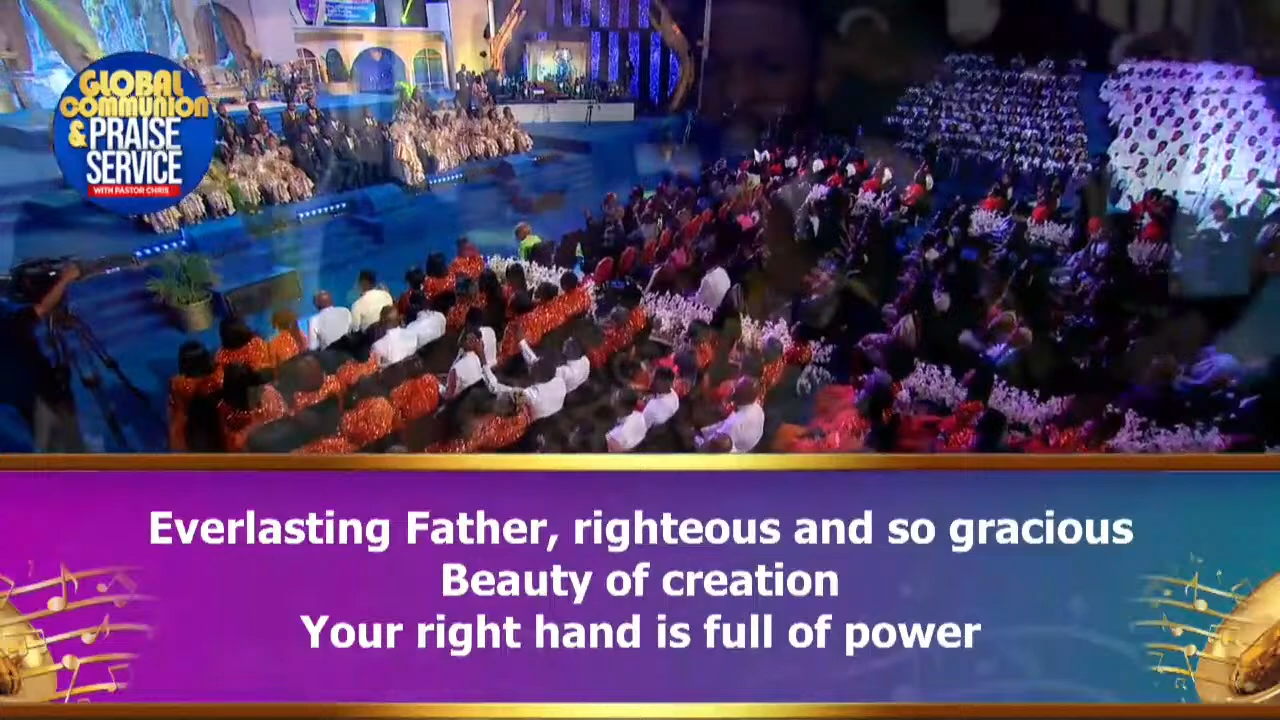 GLOBAL
COMMUNION
& PRAISE
SERVICE
WITH PASTOR CHRIS
Everlasting Father, righteous and so gracious
Beauty of creation
Your right hand is full of power